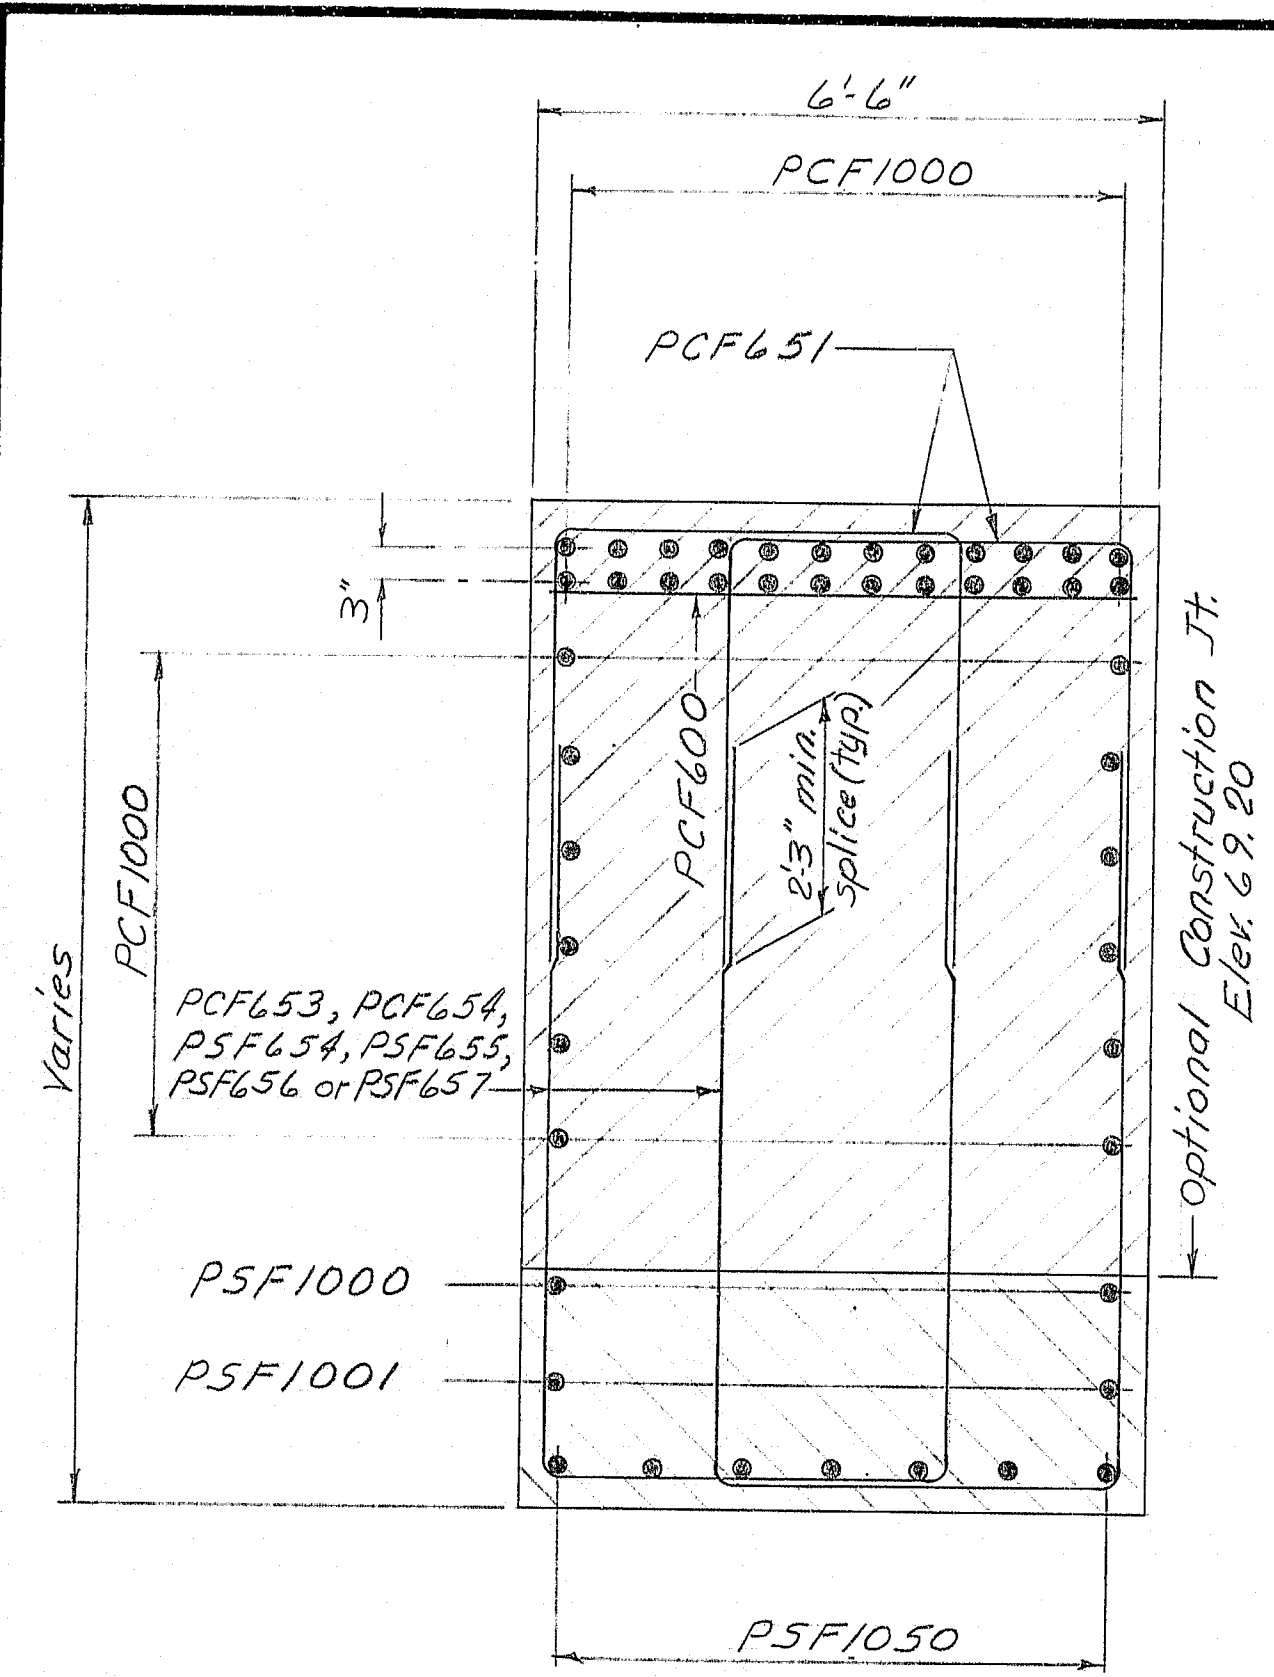 6'-6"
PCF1000
PCF651
3"
PCF600
2'-3" min.
splice (typ.)
PCF1000
Varies
PCF653, PCF654,
PSF654, PSF655,
PSF656 or PSF657
Optional Construction Jt.
Elev. 69.20
PSF1000
PSF1001
PSF1050